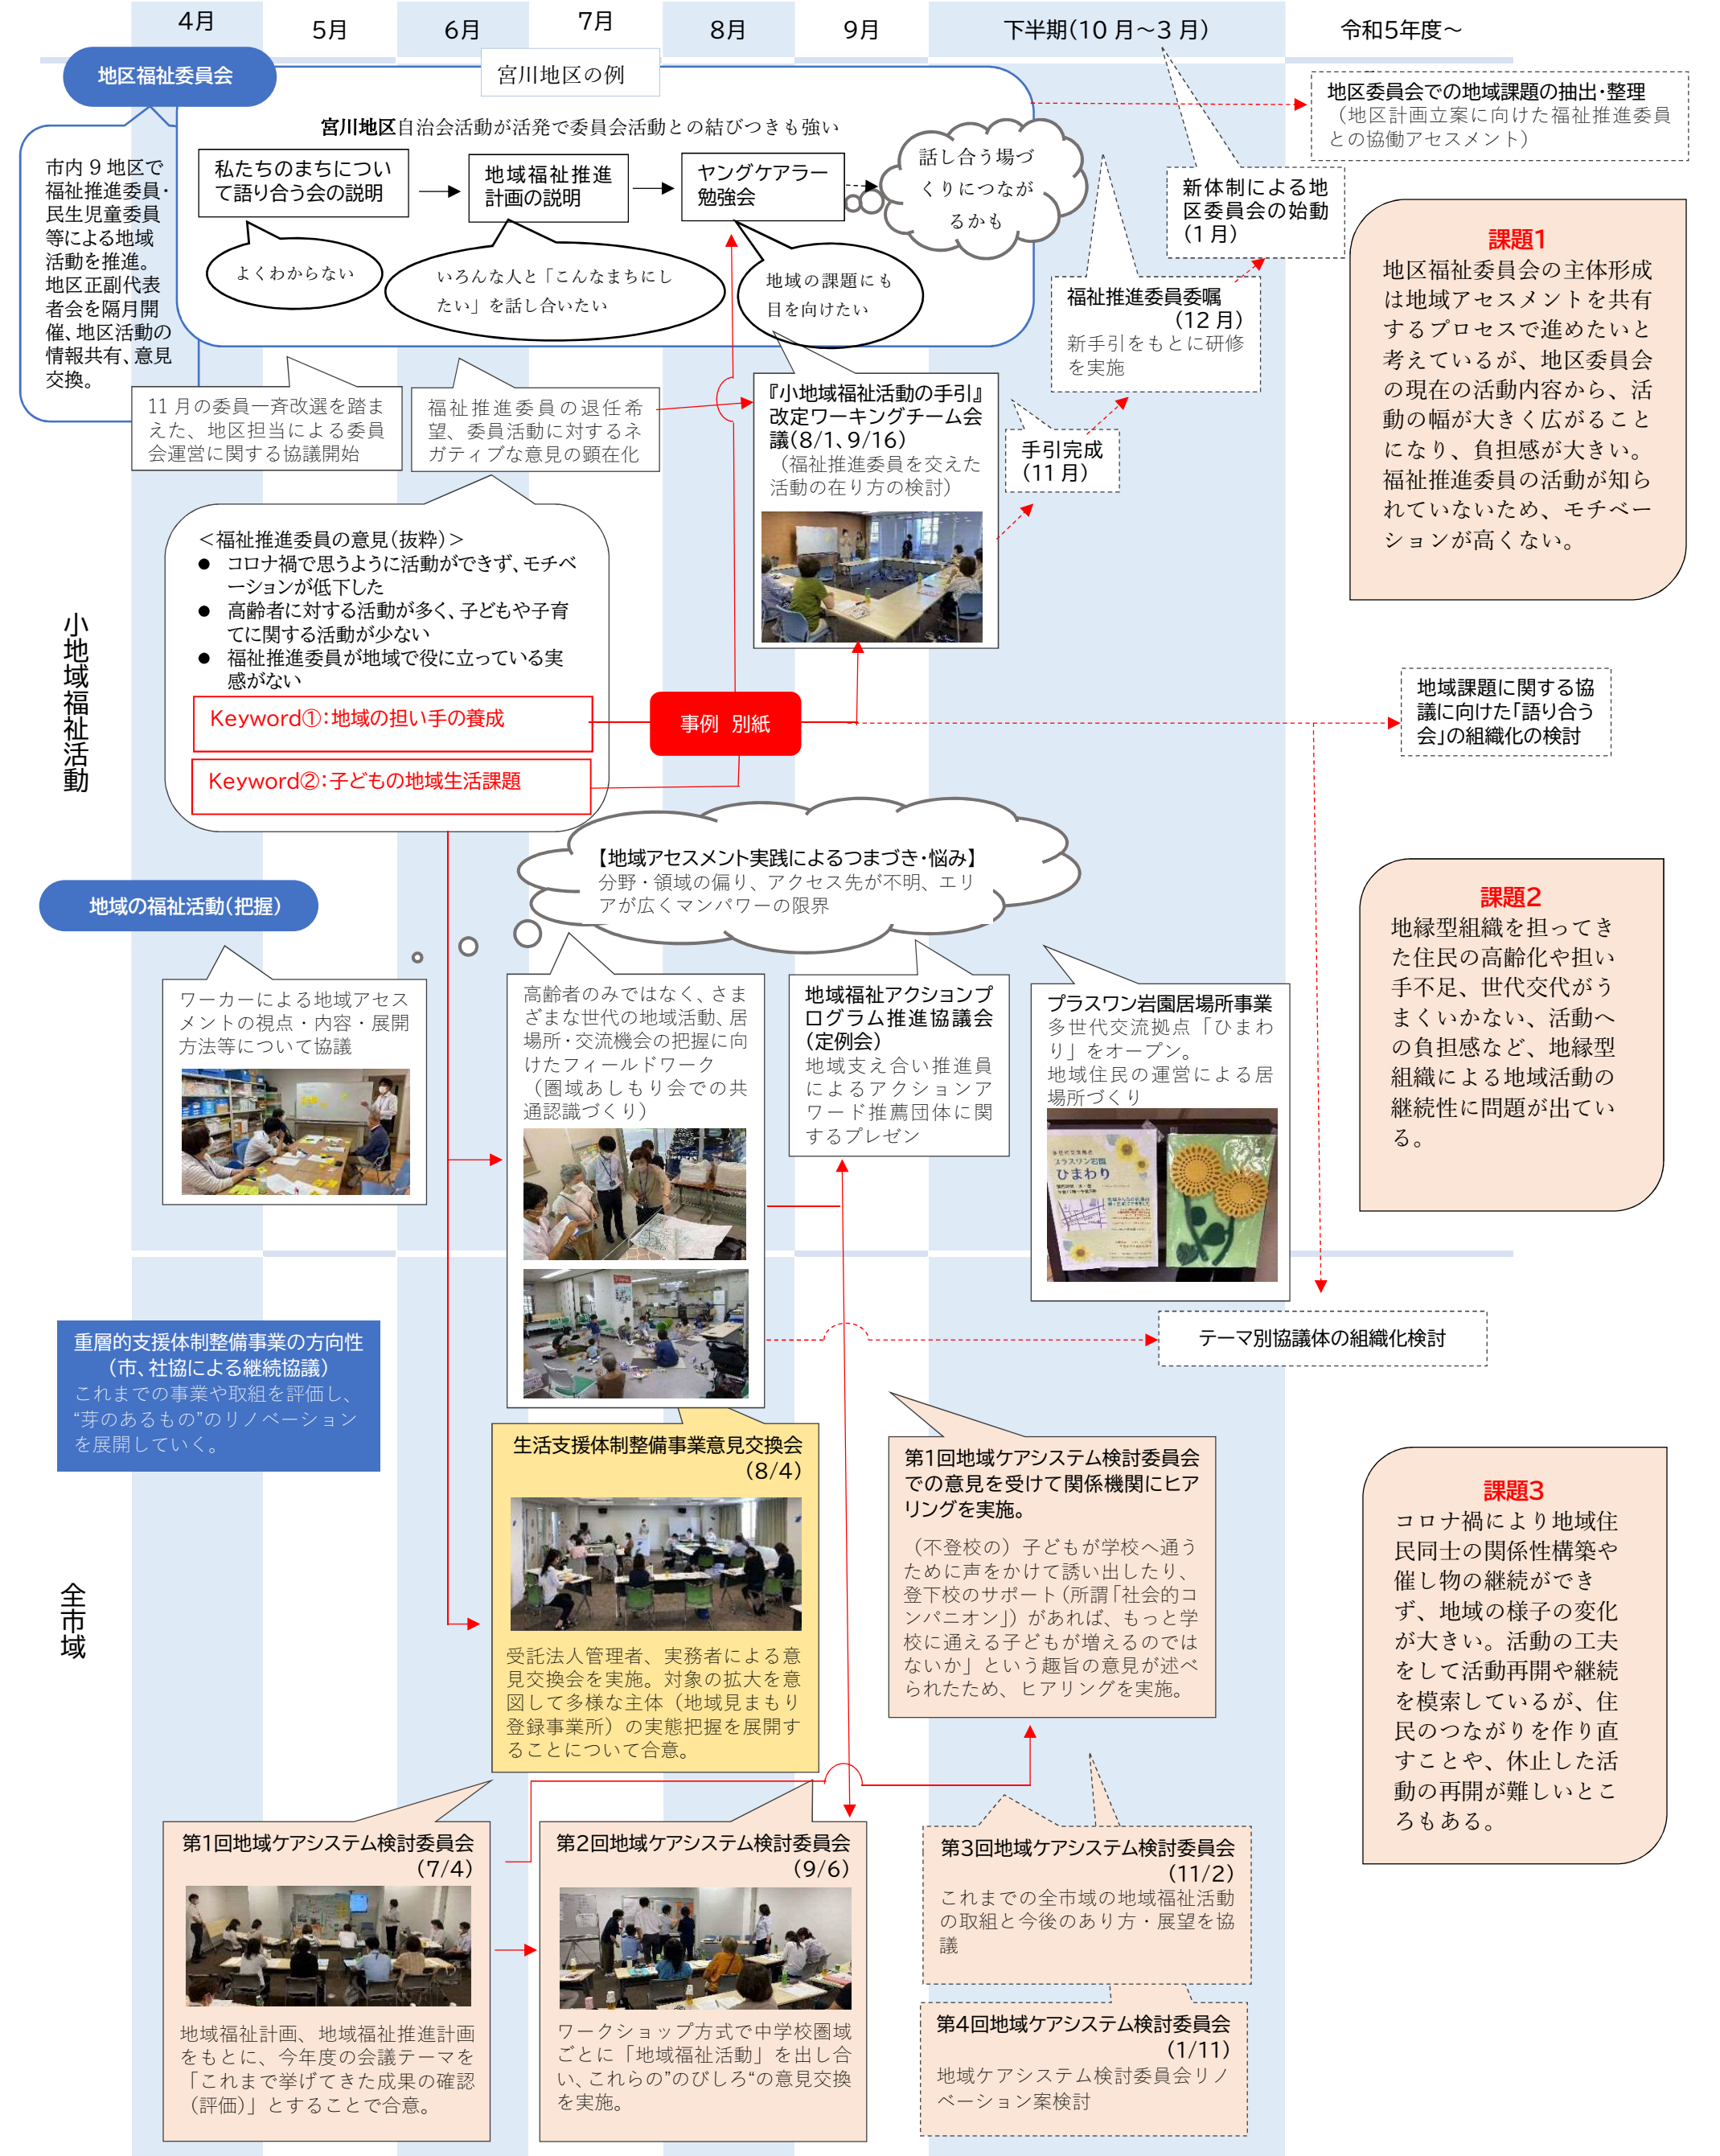 4月
5月
6月
7月
8月
9月
下半期(10月～3月)
令和5年度～
地区福祉委員会
宮川地区の例
市内9地区で
福祉推進委員・
民生児童委員
等による地域
活動を推進。
地区正副代表
者会を隔月開
催、地区活動の
情報共有、意見
交換。
宮川地区自治会活動が活発で委員会活動との結びつきも強い
私たちのまちについ
て語り合う会の説明
地域福祉推進
計画の説明
ヤングケアラー
勉強会
話し合う場づ
くりにつなが
るかも
よくわからない
いろんな人と「こんなまちにし
たい」を話し合いたい
地域の課題にも
目を向けたい
地区委員会での地域課題の抽出・整理
（地区計画立案に向けた福祉推進委員
との協働アセスメント）
新体制による地
区委員会の始動
(1月)
福祉推進委員委嘱
(12月)
新手引をもとに研修
を実施
手引完成
(11月)
課題1
地区福祉委員会の主体形成
は地域アセスメントを共有
するプロセスで進めたいと
考えているが、地区委員会
の現在の活動内容から、活
動の幅が大きく広がること
になり、負担感が大きい。
福祉推進委員の活動が知ら
れていないため、モチベー
ションが高くない。
11月の委員一斉改選を踏ま
えた、地区担当による委員
会運営に関する協議開始
福祉推進委員の退任希
望、委員活動に対するネ
ガティブな意見の顕在化
『小地域福祉活動の手引』
改定ワーキングチーム会
議(8/1、9/16)
（福祉推進委員を交えた
活動の在り方の検討）
小地域福祉活動
＜福祉推進委員の意見(抜粋)＞
● コロナ禍で思うように活動ができず、モチベ
ーションが低下した
● 高齢者に対する活動が多く、子どもや子育
てに関する活動が少ない
● 福祉推進委員が地域で役に立っている実
感がない
Keyword①：地域の担い手の養成
Keyword②：子どもの地域生活課題
事例 別紙
地域課題に関する協
議に向けた「語り合う
会」の組織化の検討
【地域アセスメント実践によるつまづき・悩み】
分野・領域の偏り、アクセス先が不明、エリ
アが広くマンパワーの限界
地域の福祉活動(把握)
ワーカーによる地域アセス
メントの視点・内容・展開
方法等について協議
高齢者のみではなく、さま
ざまな世代の地域活動、居
場所・交流機会の把握に向
けたフィールドワーク
（圏域あしもり会での共
通認識づくり）
地域福祉アクションプ
ログラム推進協議会
(定例会)
地域支え合い推進員
によるアクションア
ワード推薦団体に関
するプレゼン
プラスワン岩園居場所事業
多世代交流拠点「ひまわ
り」をオープン。
地域住民の運営による居
場所づくり
多世代交流拠点
プラスワン岩園
ひまわり
課題2
地縁型組織を担ってき
た住民の高齢化や担い
手不足、世代交代がう
まくいかない、活動へ
の負担感など、地縁型
組織による地域活動の
継続性に問題が出てい
る。
テーマ別協議体の組織化検討
重層的支援体制整備事業の方向性
(市、社協による継続協議)
これまでの事業や取組を評価し、
“芽のあるもの”のリノベーション
を展開していく。
全市域
生活支援体制整備事業意見交換会
(8/4)
受託法人管理者、実務者による意
見交換会を実施。対象の拡大を意
図して多様な主体（地域見まもり
登録事業所）の実態把握を展開す
ることについて合意。
第1回地域ケアシステム検討委員会
での意見を受けて関係機関にヒア
リングを実施。
（不登校の）子どもが学校へ通う
ために声をかけて誘い出したり、
登下校のサポート（所謂「社会的コ
ンパニオン」）があれば、もっと学
校に通える子どもが増えるのでは
ないか」という趣旨の意見が述べ
られたため、ヒアリングを実施。
課題3
コロナ禍により地域住
民同士の関係性構築や
催し物の継続ができ
ず、地域の様子の変化
が大きい。活動の工夫
をして活動再開や継続
を模索しているが、住
民のつながりを作り直
すことや、休止した活
動の再開が難しいとこ
ろもある。
第1回地域ケアシステム検討委員会
(7/4)
地域福祉計画、地域福祉推進計画
をもとに、今年度の会議テーマを
「これまで挙げてきた成果の確認
（評価)」とすることで合意。
第2回地域ケアシステム検討委員会
(9/6)
ワークショップ方式で中学校圏域
ごとに「地域福祉活動」を出し合
い、これらの”のびしろ“の意見交換
を実施。
第3回地域ケアシステム検討委員会
(11/2)
これまでの全市域の地域福祉活動
の取組と今後のあり方・展望を協
議
第4回地域ケアシステム検討委員会
(1/11)
地域ケアシステム検討委員会リノ
ベーション案検討